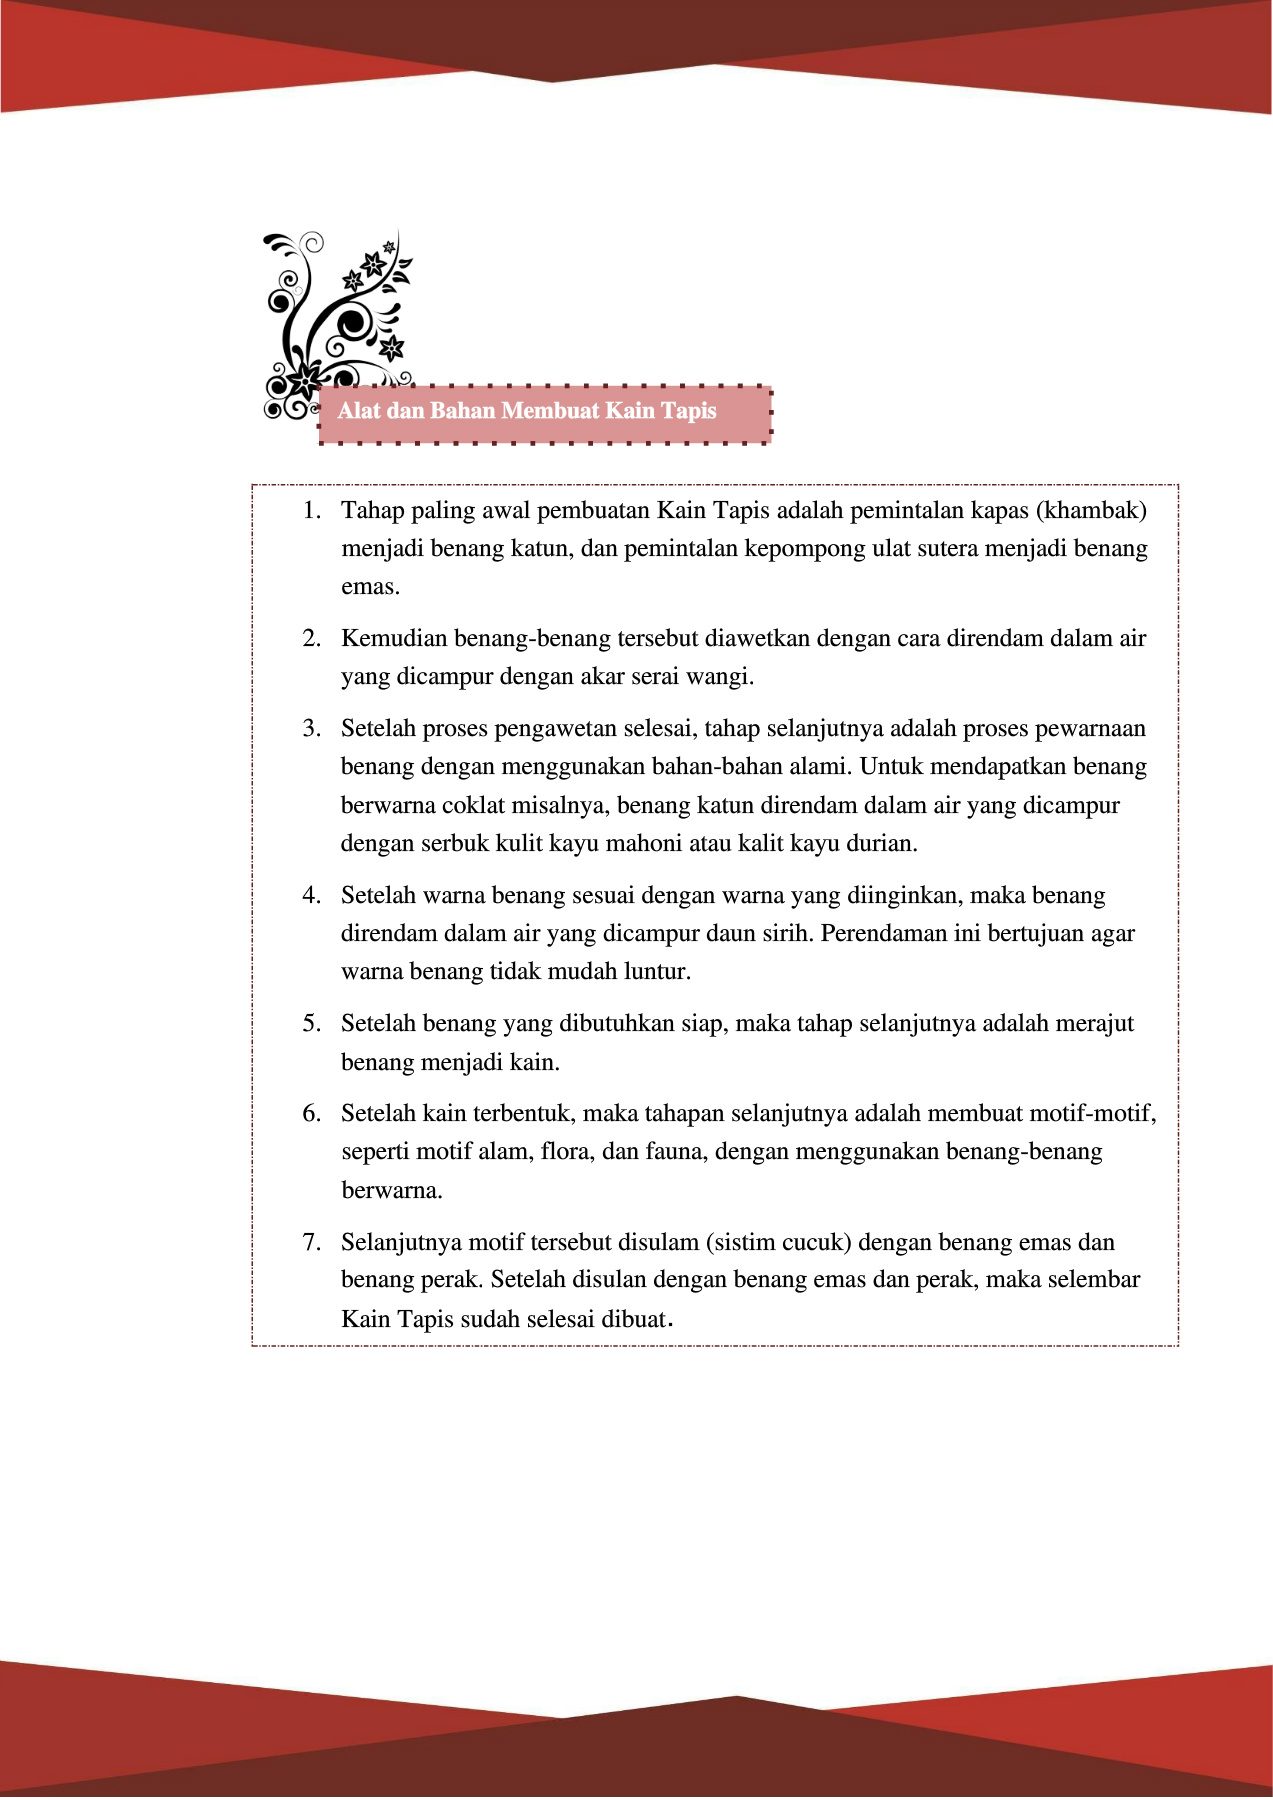 Alat dan Bahan Membuat Kain Tapis
1. Tahap paling awal pembuatan Kain Tapis adalah pemintalan kapas (khambak)
menjadi benang katun, dan pemintalan kepompong ulat sutera menjadi benang
emas.
2. Kemudian benang-benang tersebut diawetkan dengan cara direndam dalam air
yang dicampur dengan akar serai wangi.
3. Setelah proses pengawetan selesai, tahap selanjutnya adalah proses pewarnaan
benang dengan menggunakan bahan-bahan alami. Untuk mendapatkan benang
berwarna coklat misalnya, benang katun direndam dalam air yang dicampur
dengan serbuk kulit kayu mahoni atau kalit kayu durian.
4. Setelah warna benang sesuai dengan warna yang diinginkan, maka benang
direndam dalam air yang dicampur daun sirih. Perendaman ini bertujuan agar
warna benang tidak mudah luntur.
5. Setelah benang yang dibutuhkan siap, maka tahap selanjutnya adalah merajut
benang menjadi kain.
6. Setelah kain terbentuk, maka tahapan selanjutnya adalah membuat motif-motif,
seperti motif alam, flora, dan fauna, dengan menggunakan benang-benang
berwarna.
7. Selanjutnya motif tersebut disulam (sistim cucuk) dengan benang emas dan
benang perak. Setelah disulan dengan benang emas dan perak, maka selembar
Kain Tapis sudah selesai dibuat.